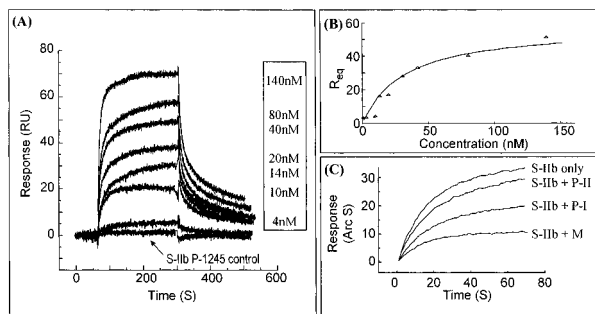 (A)
Response (RU)
80
60
40
20
0
140nM
80nM
40nM
20nM
14nM
10nM
4nM
S-IIb P-1245 control
0
200
400
600
Time (S)
(B)
Req
60
40
20
0
0
50
100
150
Concentration (nM)
(C)
Response
(Arc S)
30
20
10
0
S-IIb only
S-IIb + P-II
S-IIb + P-I
S-IIb + M
0
20
40
60
80
Time (S)